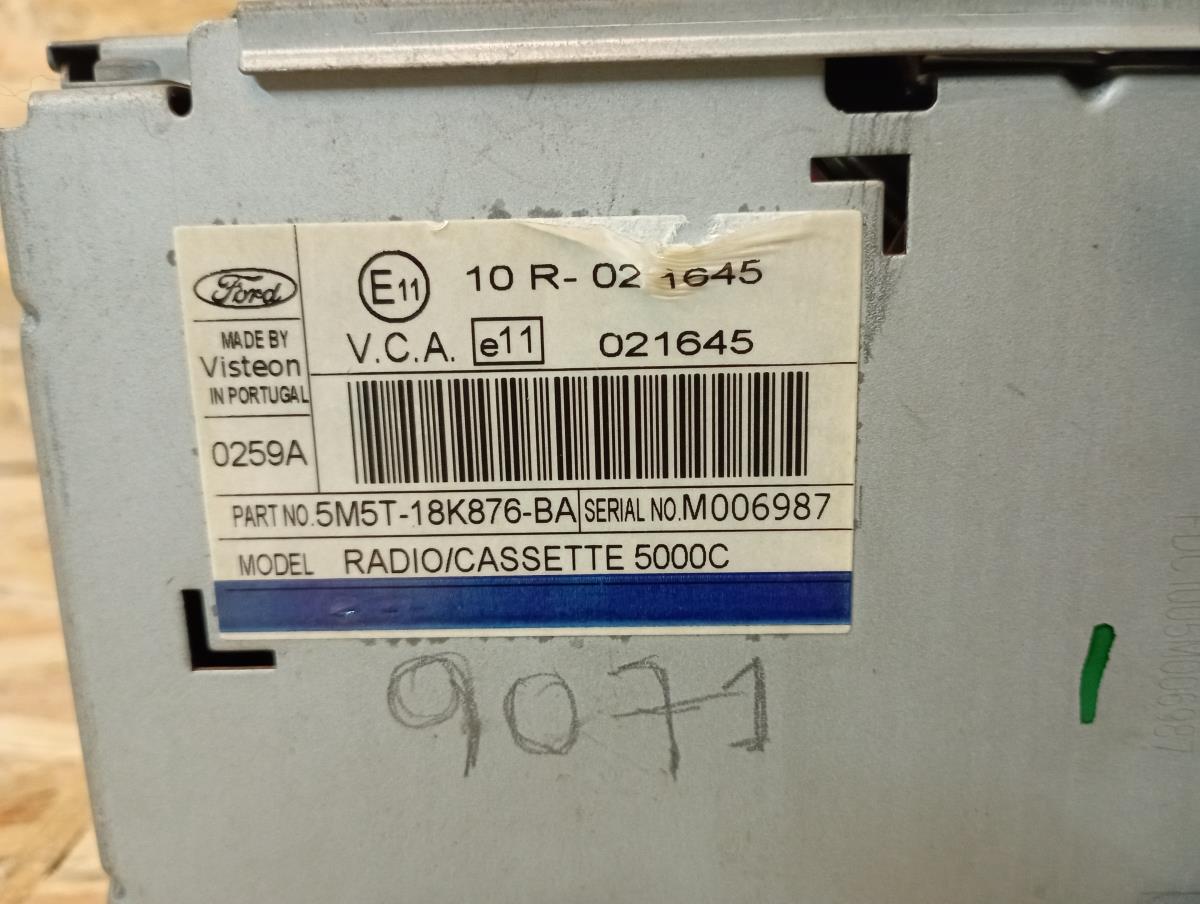 Ford
MADE BY
Visteon
IN PORTUGAL
0259A
E11 10 R- 021645
V.C.A. e11 021645
PART NO. 5M5T-18K876-BA SERIAL NO. M006987
MODEL RADIO/CASSETTE 5000C
9071